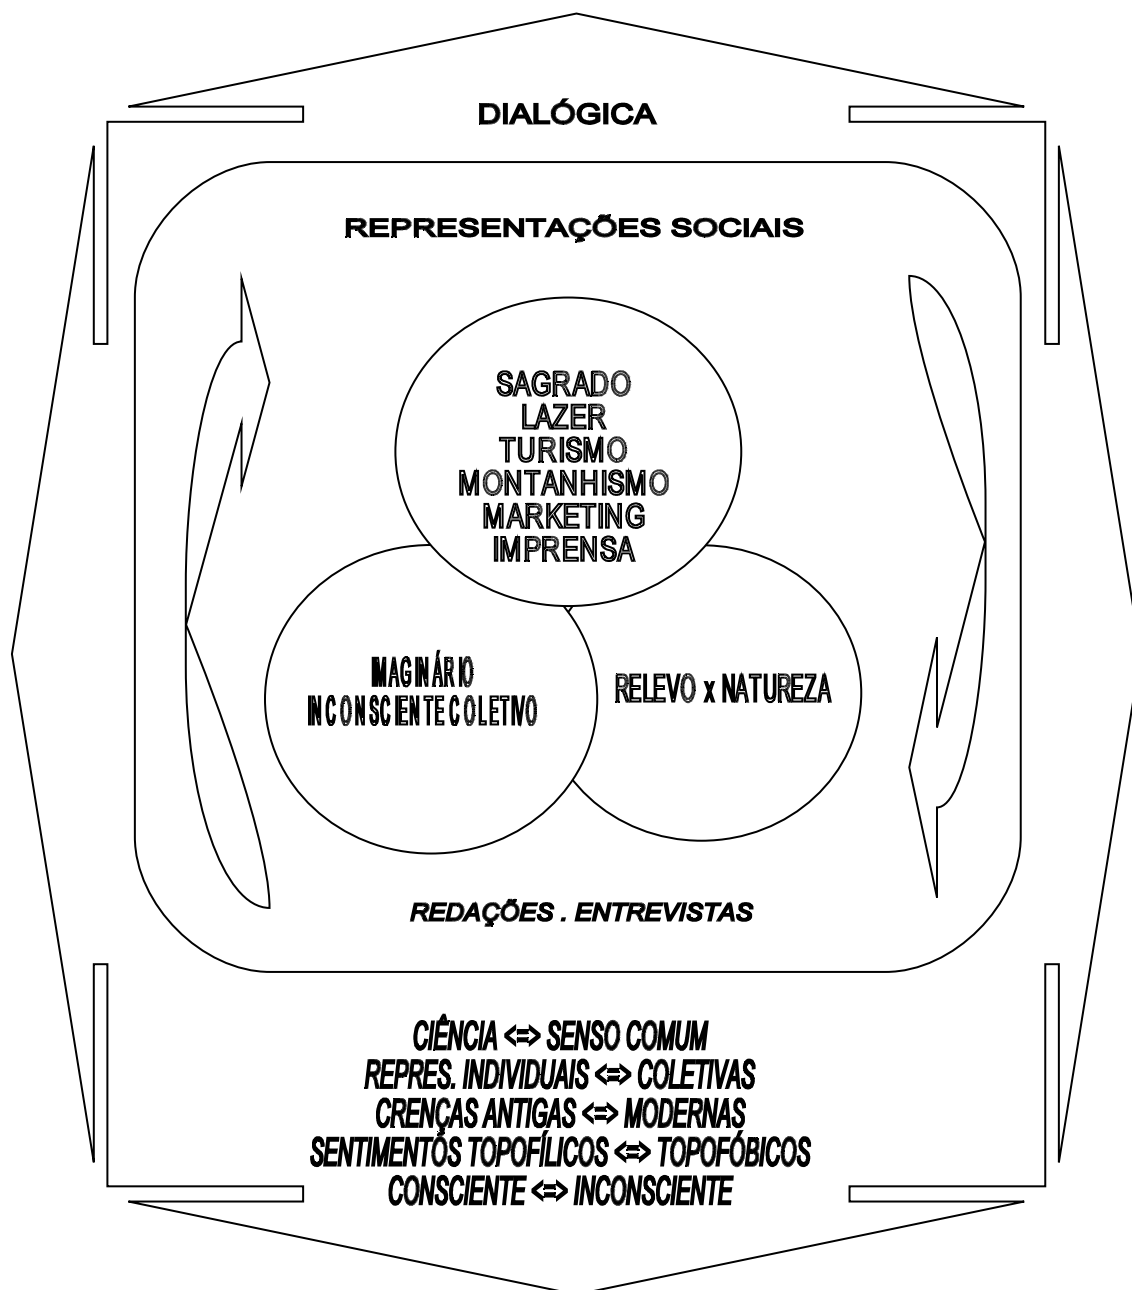 DIALÓGICA
REPRESENTAÇÕES SOCIAIS
SAGRADO
LAZER
TURISMO
MONTANHISMO
MARKETING
IMPRENSA
IMAGINÁRIO
INCONSCIENTE COLETIVO
RELEVO x NATUREZA
REDAÇÕES . ENTREVISTAS
CIÊNCIA <=> SENSO COMUM
REPRES. INDIVIDUAIS <=> COLETIVAS
CRENÇAS ANTIGAS <=> MODERNAS
SENTIMENTOS TOPOFÍLICOS <=> TOPOFÓBICOS
CONSCIENTE <=> INCONSCIENTE